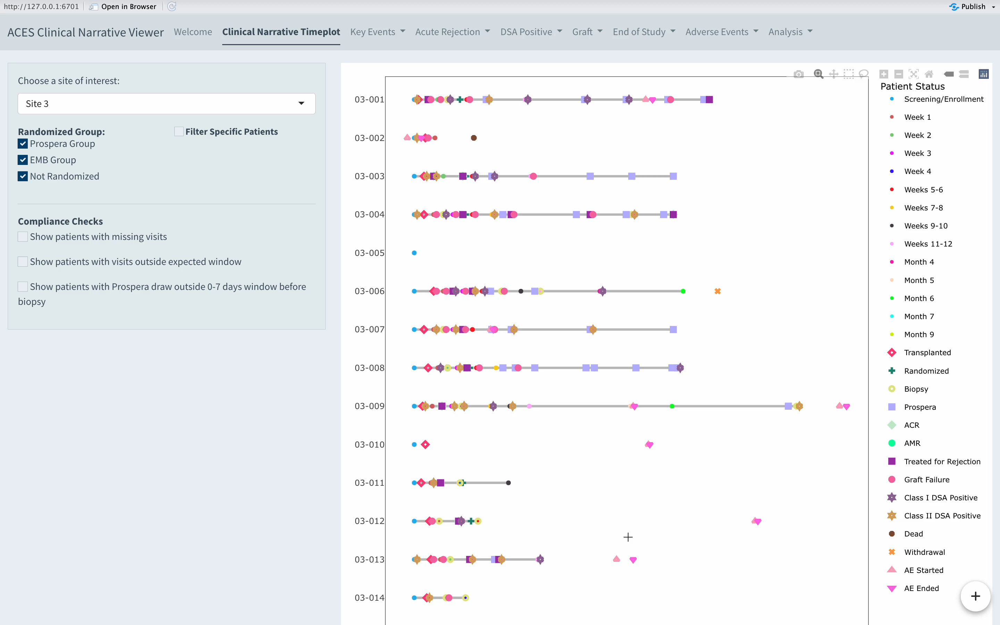 http://127.0.0.1:6701 Open in Browser Publish
ACES Clinical Narrative Viewer Welcome Clinical Narrative Timeplot Key Events Acute Rejection DSA Positive Graft End of Study Adverse Events Analysis
Choose a site of interest:
Site 3
Randomized Group:
Filter Specific Patients
Prospera Group
EMB Group
Not Randomized
Compliance Checks
Show patients with missing visits
Show patients with visits outside expected window
Show patients with Prospera draw outside 0-7 days window before
biopsy
03-001
03-002
03-003
03-004
03-005
03-006
03-007
03-008
03-009
03-010
03-011
03-012
03-013
03-014
Patient Status
Screening/Enrollment
Week 1
Week 2
Week 3
Week 4
Weeks 5-6
Weeks 7-8
Weeks 9-10
Weeks 11-12
Month 4
Month 5
Month 6
Month 7
Month 9
Transplanted
Randomized
Biopsy
Prospera
ACR
AMR
Treated for Rejection
Graft Failure
Class I DSA Positive
Class II DSA Positive
Dead
Withdrawal
AE Started
AE Ended